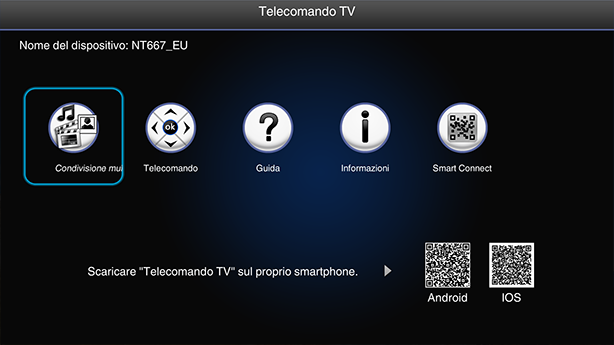 Telecomando TV
Nome del dispositivo: NT667_EU
ok
Condivisione mul
Telecomando
Guida
Informazioni
Smart Connect
Scaricare "Telecomando TV" sul proprio smartphone.
Android
IOS